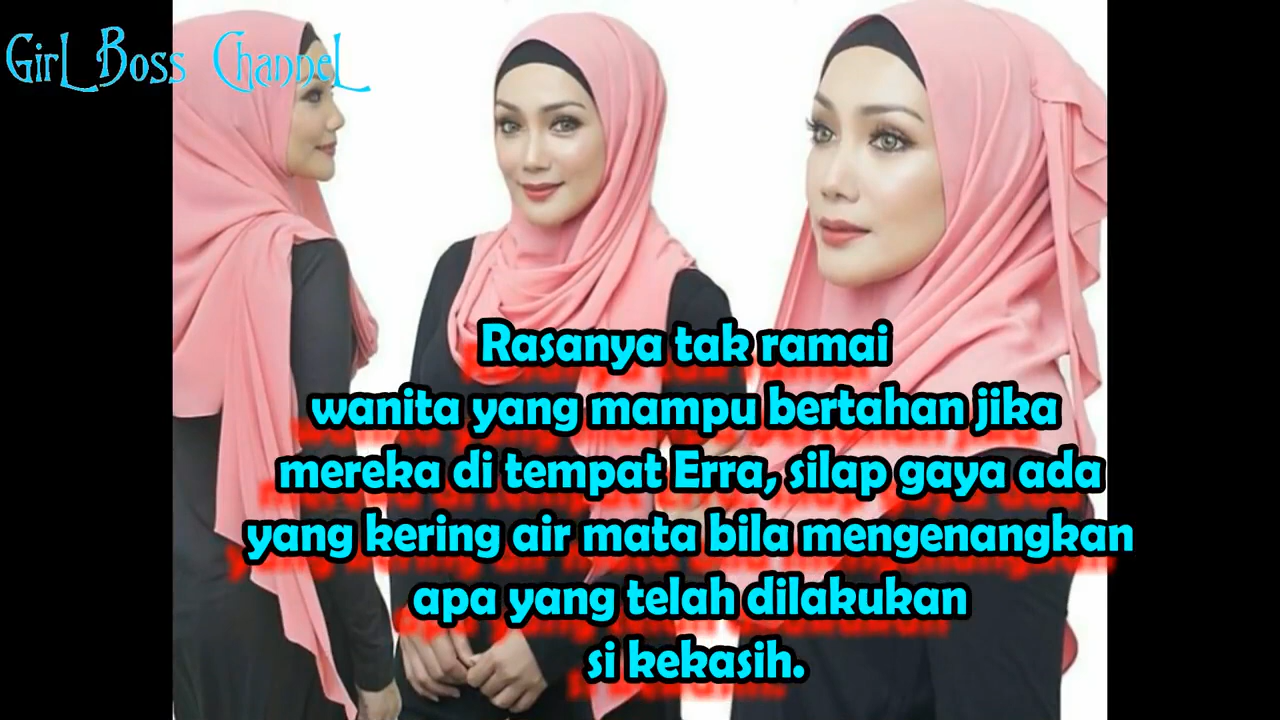 GirL Boss ChanneL
Rasanya tak ramai
wanita yang mampu bertahan jika
mereka di tempat Erra, silap gaya ada
yang kering air mata bila mengenangkan
apa yang telah dilakukan
si kekasih.